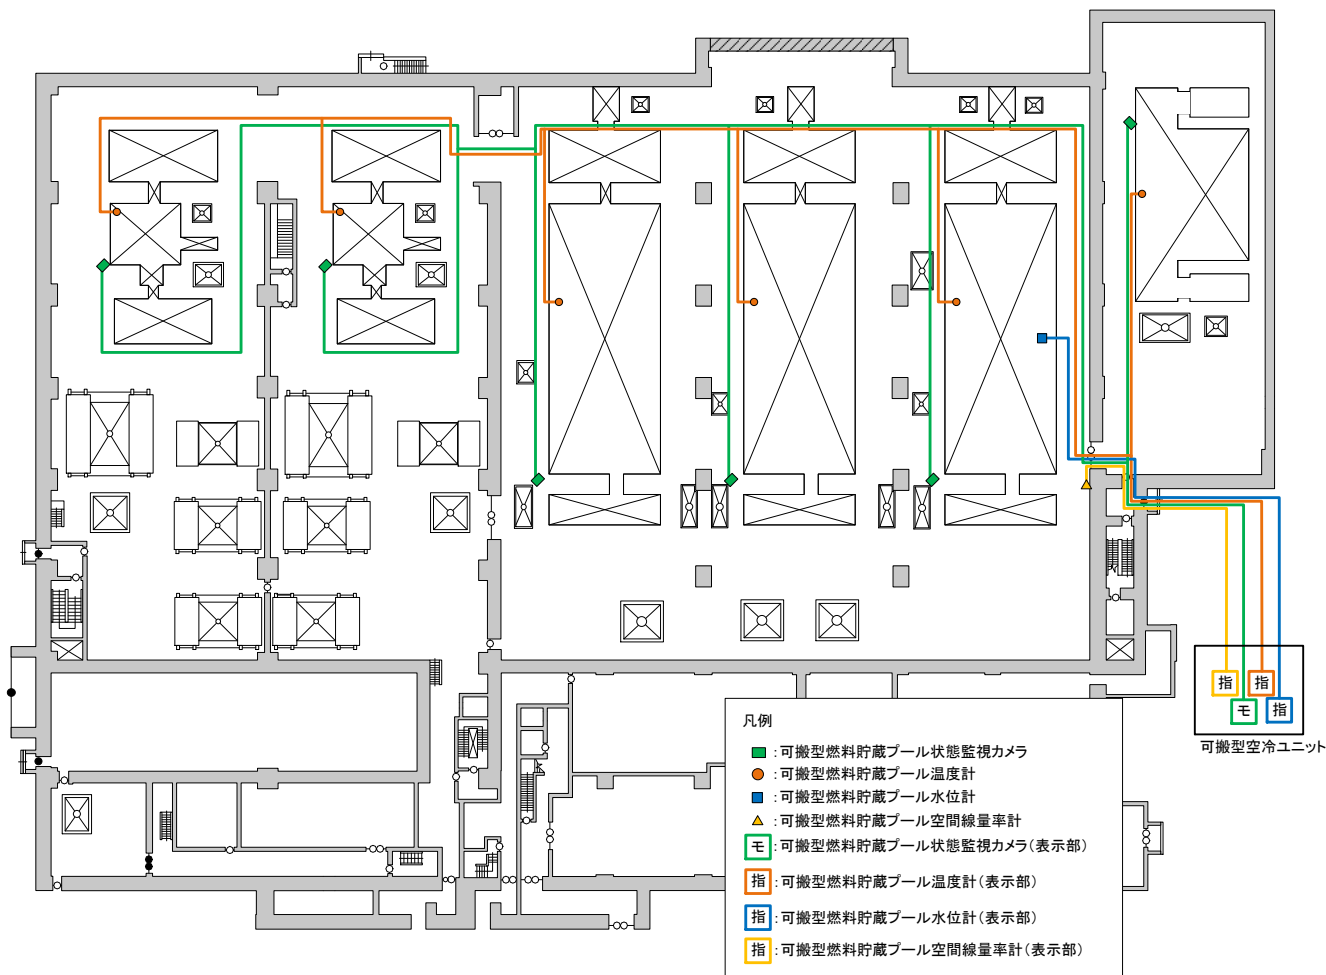 指 指
モ 指
可搬型空冷ユニット
凡例
:可搬型燃料貯蔵プール状態監視カメラ
:可搬型燃料貯蔵プール温度計
:可搬型燃料貯蔵プール水位計
:可搬型燃料貯蔵プール空間線量率計
モ:可搬型燃料貯蔵プール状態監視カメラ(表示部)
指:可搬型燃料貯蔵プール温度計(表示部)
指:可搬型燃料貯蔵プール水位計(表示部)
指:可搬型燃料貯蔵プール空間線量率計(表示部)